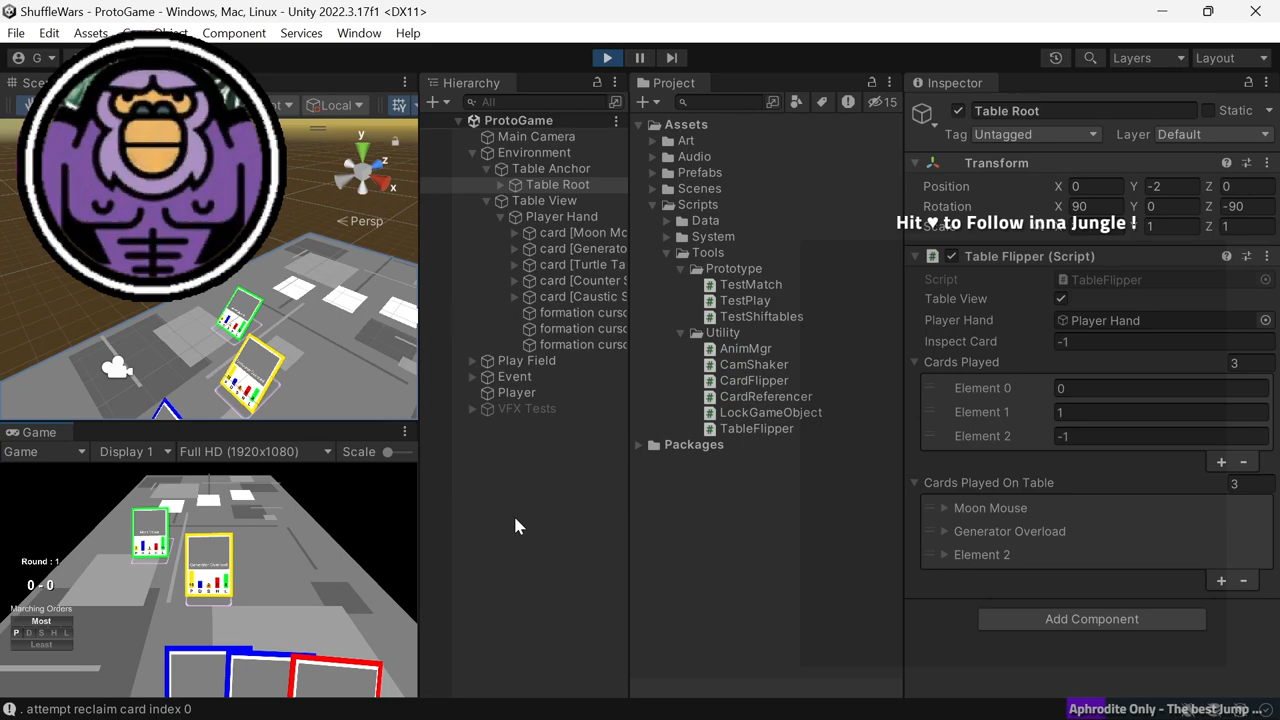 ShuffleWars - ProtoGame - Windows, Mac, Linux - Unity 2022.3.17f1 <DX11>
File Edit Assets GameObject Component Services Window Help
G Layers Layout
Local
y
z
x
< Persp
Game
Game Display 1 Full HD (1920x1080) Scale
Round : 1
0 - 0
Marching Orders
Most
P D S H L
Least
Generator Overload
P D S H L
Hierarchy
All
ProtoGame
Main Camera
Environment
Table Anchor
Table Root
Table View
Player Hand
card [Moon Mo
card [Generato
card [Turtle Ta
card [Counter S
card [Caustic S
formation curso
formation curso
formation curso
Play Field
Event
Player
VFX Tests
Project
15
Assets
Art
Audio
Prefabs
Scenes
Scripts
Data
System
Tools
Prototype
TestMatch
TestPlay
TestShiftables
Utility
AnimMgr
CamShaker
CardFlipper
CardReferencer
LockGameObject
TableFlipper
Packages
Inspector
Table Root Static
Tag Untagged Layer Default
Transform
Position X 0 Y -2 Z 0
Rotation X 90 Y 0 Z -90
Hit ♥ to Follow inna Jungle !
1 Y 1 Z 1
Table Flipper (Script)
Script TableFlipper
Table View
Player Hand Player Hand
Inspect Card -1
Cards Played 3
Element 0 0
Element 1 1
Element 2 -1
+ -
Cards Played On Table 3
Moon Mouse
Generator Overload
Element 2
+ -
Add Component
. attempt reclaim card index 0
Aphrodite Only - The best Jump ...